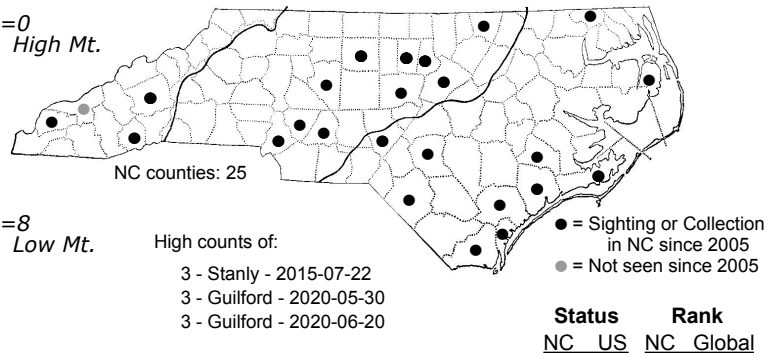 =0
High Mt.
NC counties: 25
=8
Low Mt.
High counts of:
3 - Stanly - 2015-07-22
3 - Guilford - 2020-05-30
3 - Guilford - 2020-06-20
= Sighting or Collection
in NC since 2005
= Not seen since 2005
Status Rank
NC US NC Global